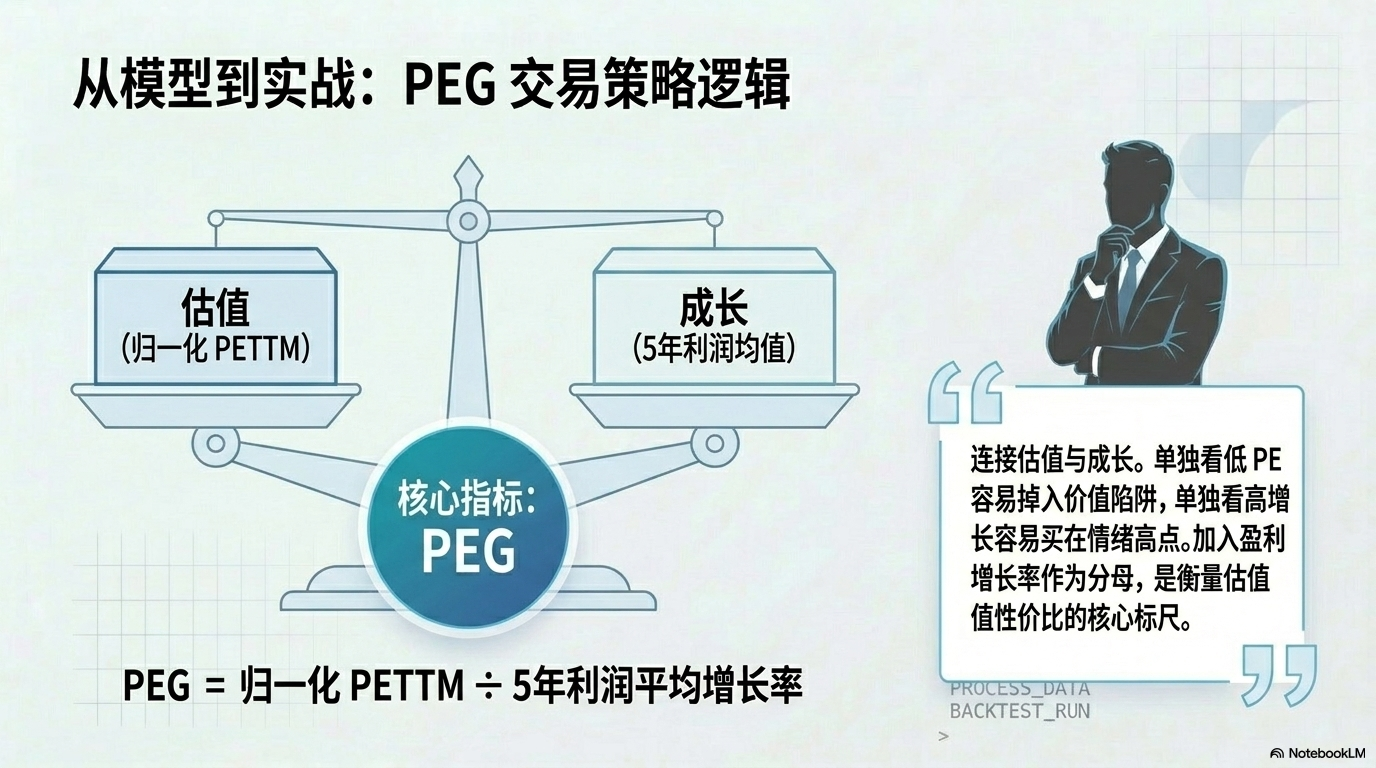 从模型到实战：PEG 交易策略逻辑
估值
（归一化 PETTM）
成长
（5年利润均值）
核心指标：
PEG
PEG = 归一化 PETTM ÷ 5年利润平均增长率
“
连接估值与成长。单独看低 PE
容易掉入价值陷阱，单独看高增
长容易买在情绪高点。加入盈利
增长率作为分母，是衡量估值
值性价比的核心标尺。
”
PROCESS_DATA
BACKTEST_RUN
>
NotebookLM